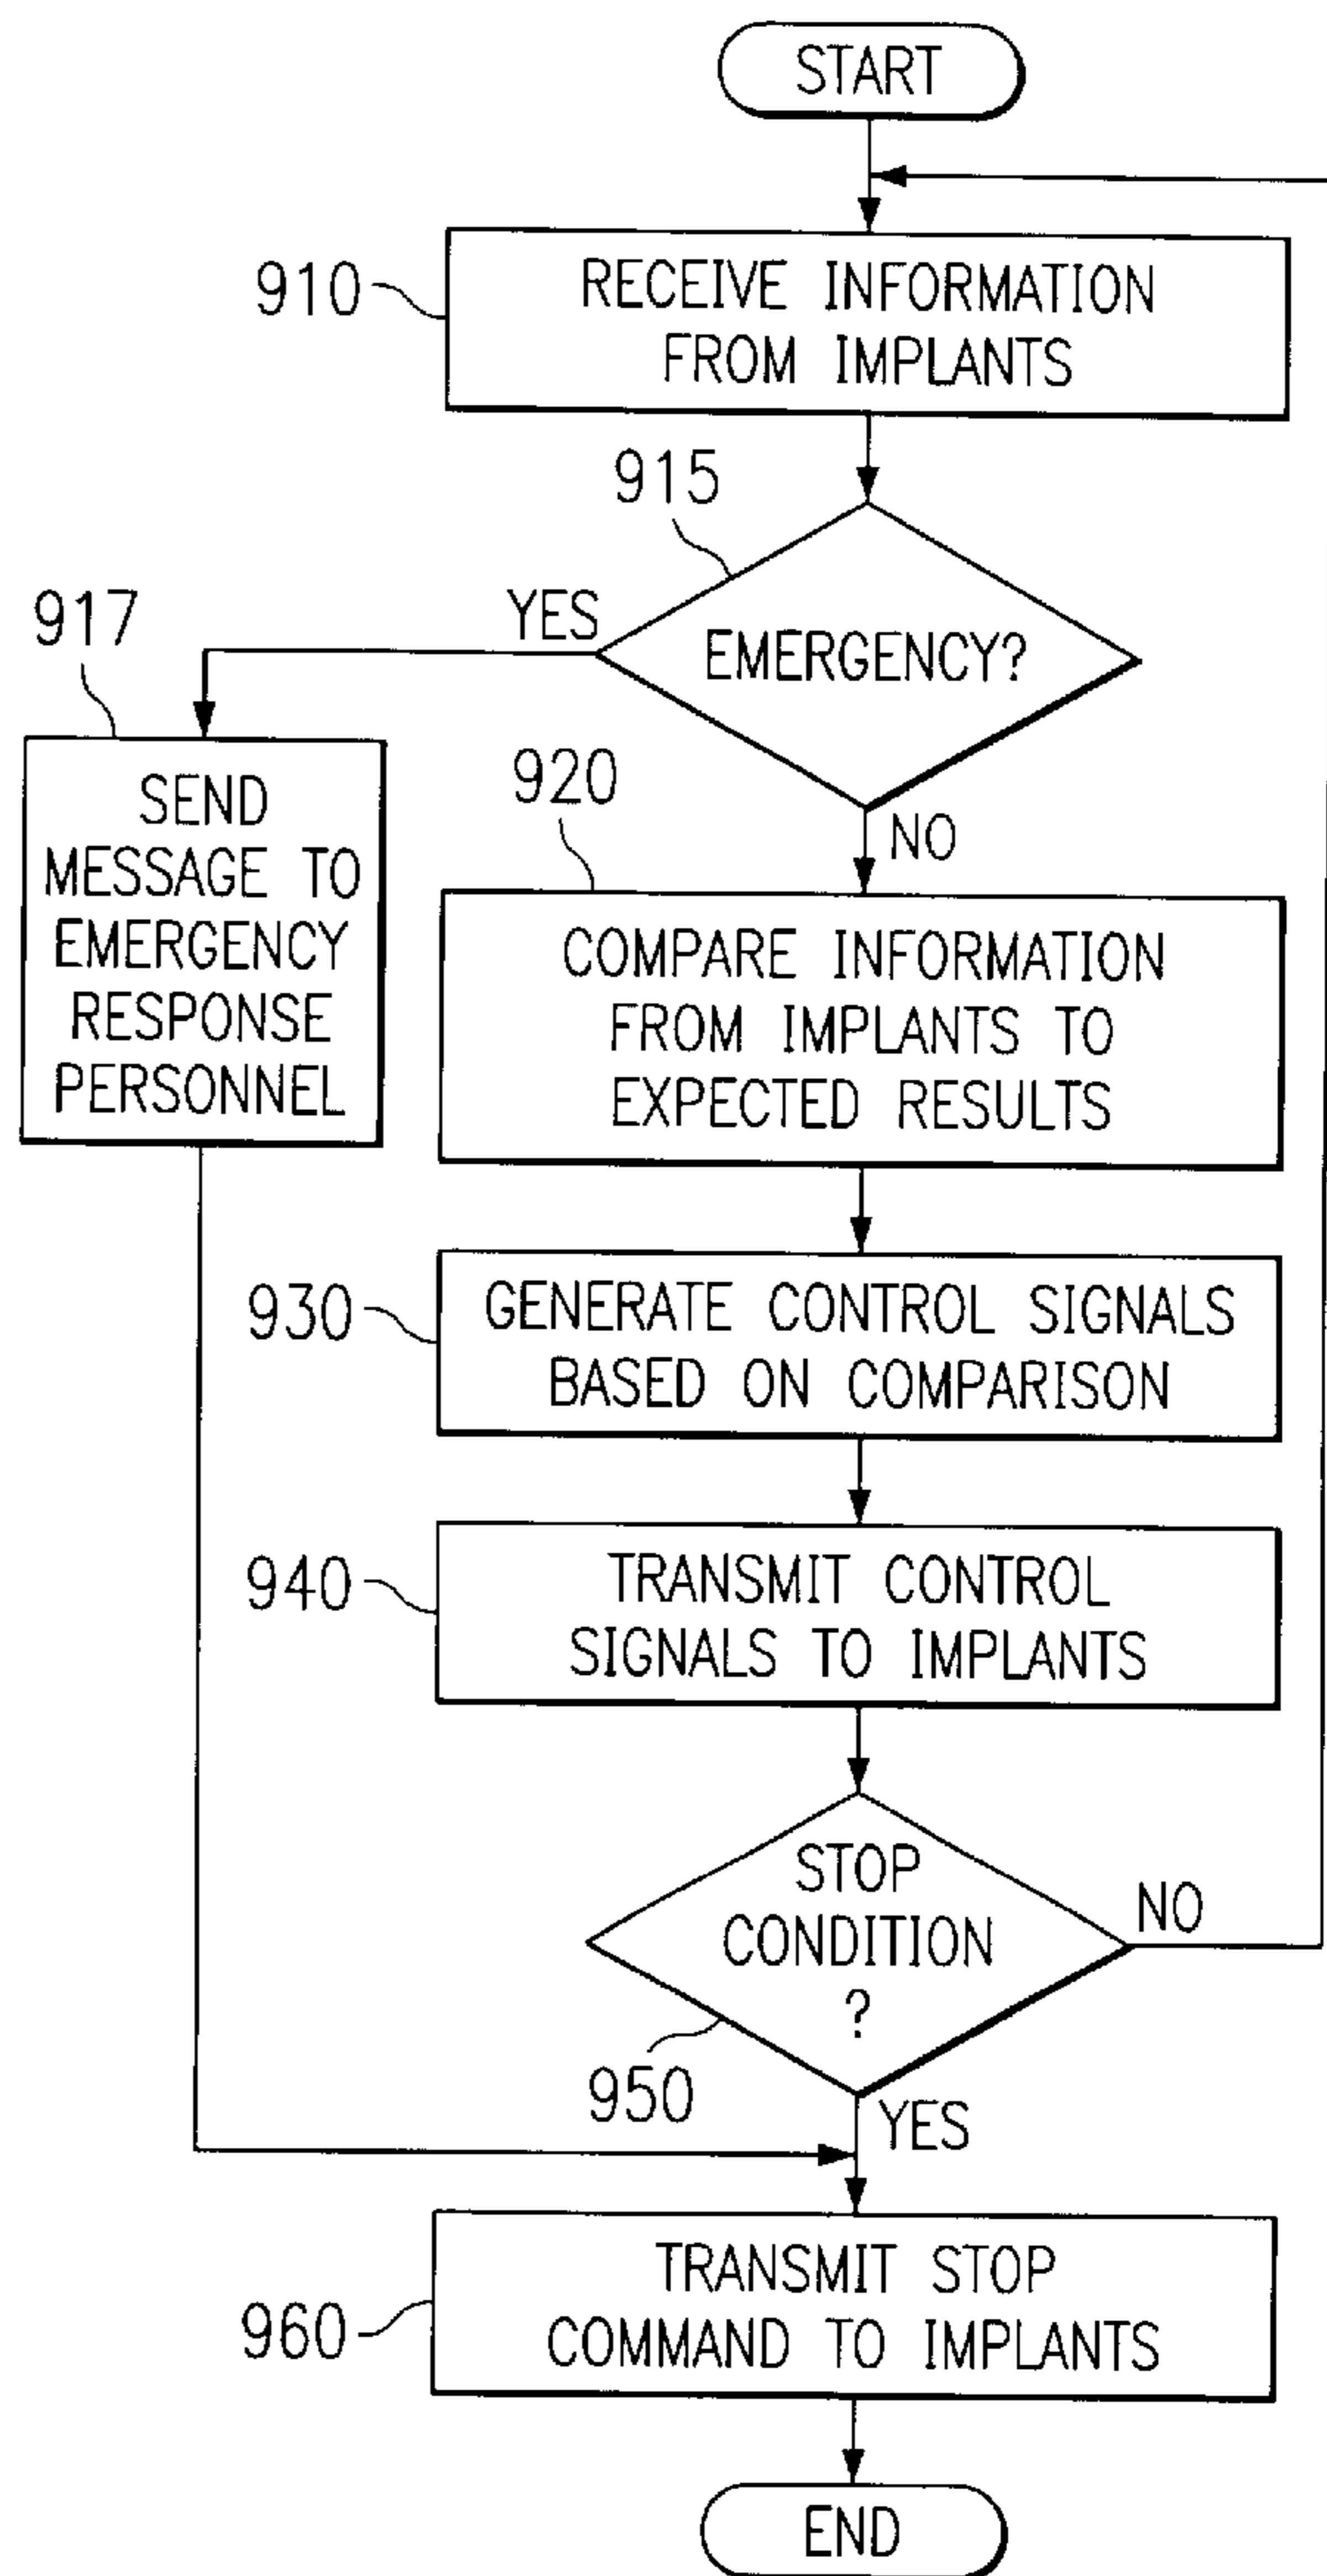 START
910
RECEIVE INFORMATION
FROM IMPLANTS
915
YES
EMERGENCY?
917
SEND
MESSAGE TO
EMERGENCY
RESPONSE
PERSONNEL
NO
920
COMPARE INFORMATION
FROM IMPLANTS TO
EXPECTED RESULTS
930
GENERATE CONTROL SIGNALS
BASED ON COMPARISON
940
TRANSMIT CONTROL
SIGNALS TO IMPLANTS
STOP
CONDITION
?
NO
950
YES
960
TRANSMIT STOP
COMMAND TO IMPLANTS
END